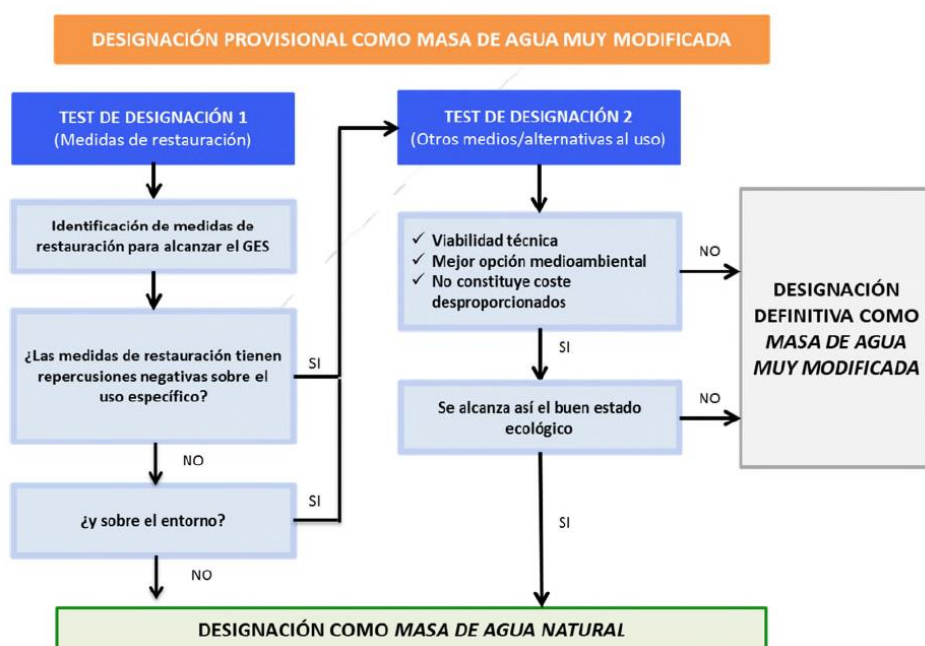 DESIGNACIÓN PROVISIONAL COMO MASA DE AGUA MUY MODIFICADA
TEST DE DESIGNACIÓN 1
(Medidas de restauración)
Identificación de medidas de
restauración para alcanzar el GES
¿Las medidas de restauración tienen
repercusiones negativas sobre el
uso específico?
SI
NO
¿y sobre el entorno?
SI
NO
TEST DE DESIGNACIÓN 2
(Otros medios/alternativas al uso)
✓ Viabilidad técnica
✓ Mejor opción medioambiental
✓ No constituye coste
desproporcionados
NO
SI
Se alcanza así el buen estado
ecológico
NO
SI
DESIGNACIÓN
DEFINITIVA COMO
MASA DE AGUA
MUY MODIFICADA
DESIGNACIÓN COMO MASA DE AGUA NATURAL